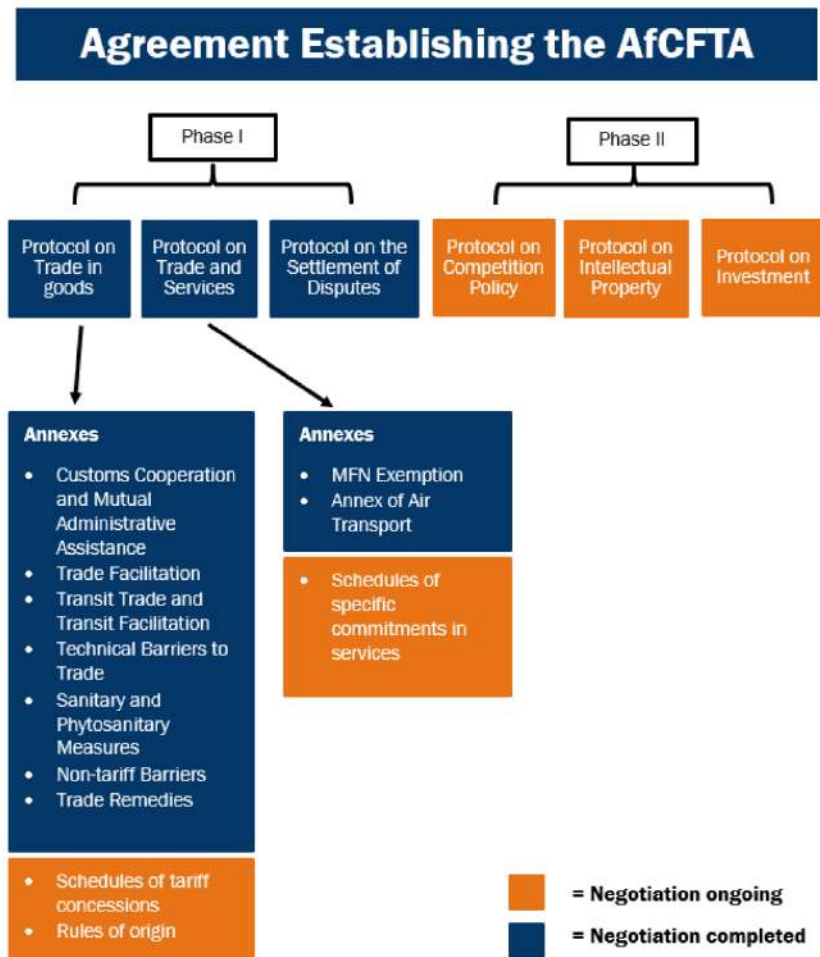 Agreement Establishing the AfCFTA
Phase I
Phase II
Protocol on
Trade in
goods
Protocol on
Trade and
Services
Protocol on the
Settlement of
Disputes
Protocol on
Competition
Policy
Protocol on
Intellectual
Property
Protocol on
Investment
Annexes
• Customs Cooperation
and Mutual
Administrative
Assistance
• Trade Facilitation
• Transit Trade and
Transit Facilitation
• Technical Barriers to
Trade
• Sanitary and
Phytosanitary
Measures
• Non-tariff Barriers
• Trade Remedies
• Schedules of tariff
concessions
• Rules of origin
Annexes
• MFN Exemption
• Annex of Air
Transport
• Schedules of
specific
commitments in
services
= Negotiation ongoing
= Negotiation completed